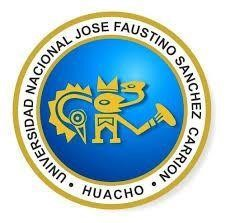 UNIVERSIDAD NACIONAL JOSE FAUSTINO SANCHEZ CARRION
• HUACHO •